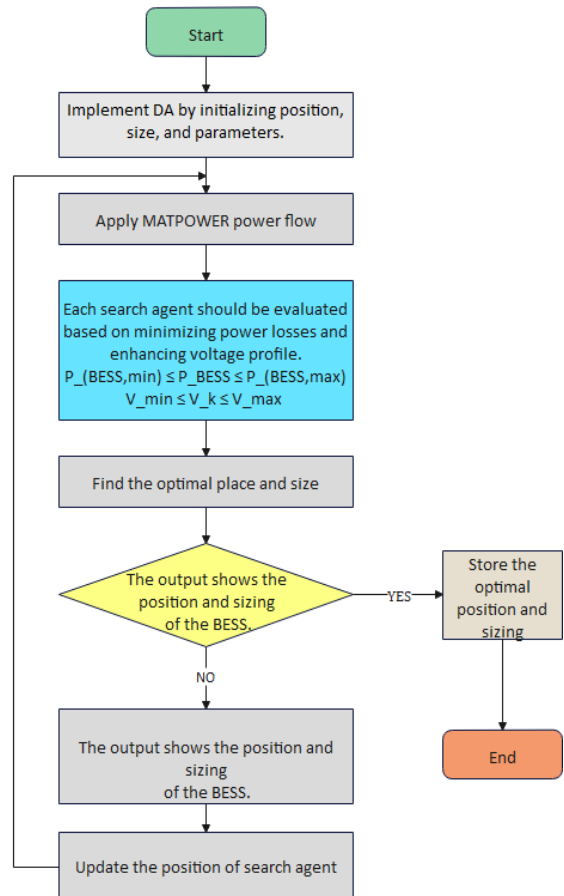 Start
Implement DA by initializing position,
size, and parameters.
Apply MATPOWER power flow
Each search agent should be evaluated
based on minimizing power losses and
enhancing voltage profile.
P_(BESS,min) ≤ P_BESS ≤ P_(BESS,max)
V_min ≤ V_k ≤ V_max
Find the optimal place and size
The output shows the
position and sizing
of the BESS.
YES
Store the
optimal
position and
sizing
NO
End
The output shows the position and
sizing
of the BESS.
Update the position of search agent